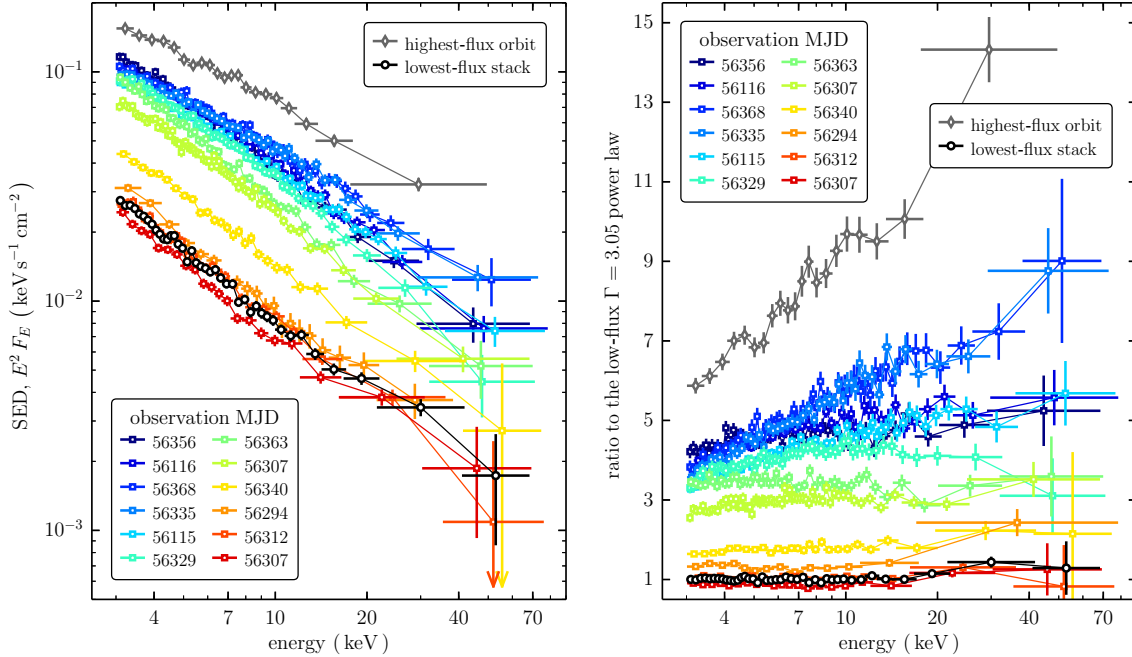 SED, E² F_E ( keV s⁻¹ cm⁻² )
10⁻¹
10⁻²
10⁻³
highest-flux orbit
lowest-flux stack
observation MJD
56356 56363
56116 56307
56368 56340
56335 56294
56115 56312
56329 56307
4 7 10 20 40 70
energy ( keV )
ratio to the low-flux Γ = 3.05 power law
15
13
11
9
7
5
3
1
observation MJD
56356 56363
56116 56307
56368 56340
56335 56294
56115 56312
56329 56307
highest-flux orbit
lowest-flux stack
4 7 10 20 40 70
energy ( keV )